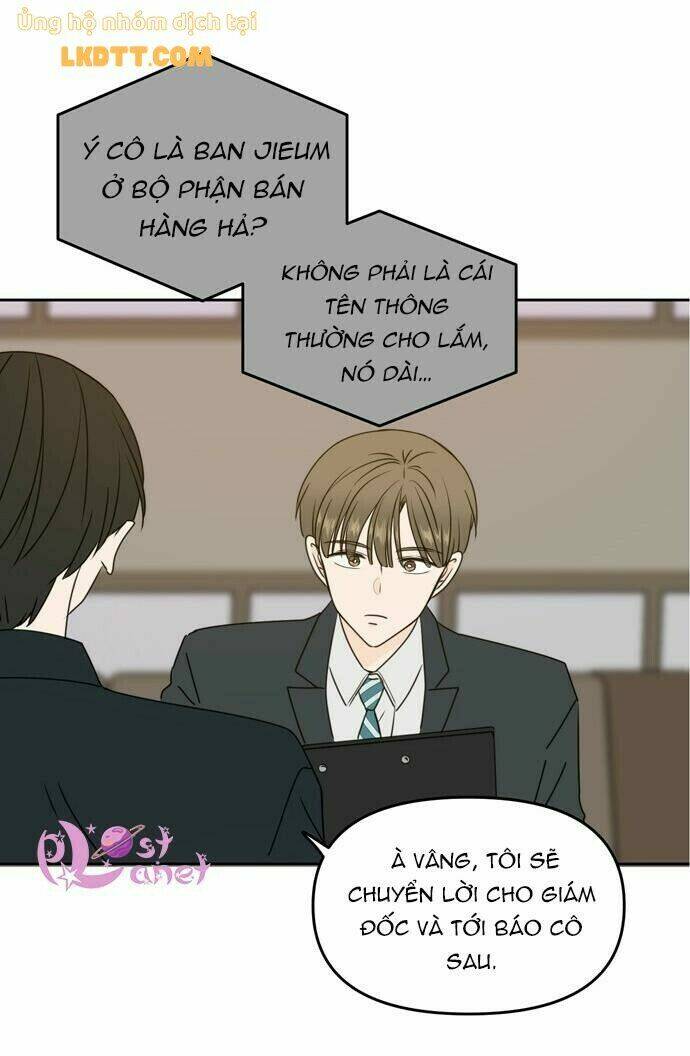 Ủng hộ nhóm dịch tại
LKDTT.COM
Ý CÔ LÀ BAN JIEUM
Ở BỘ PHẬN BÁN
HÀNG HẢ?
KHÔNG PHẢI LÀ CÁI
TÊN THÔNG
THƯỜNG CHO LẮM,
NÓ DÀI...
À VÂNG, TÔI SẼ
CHUYỂN LỜI CHO GIÁM
ĐỐC VÀ TỚI BÁO CÔ
SAU.
Lost
Planet